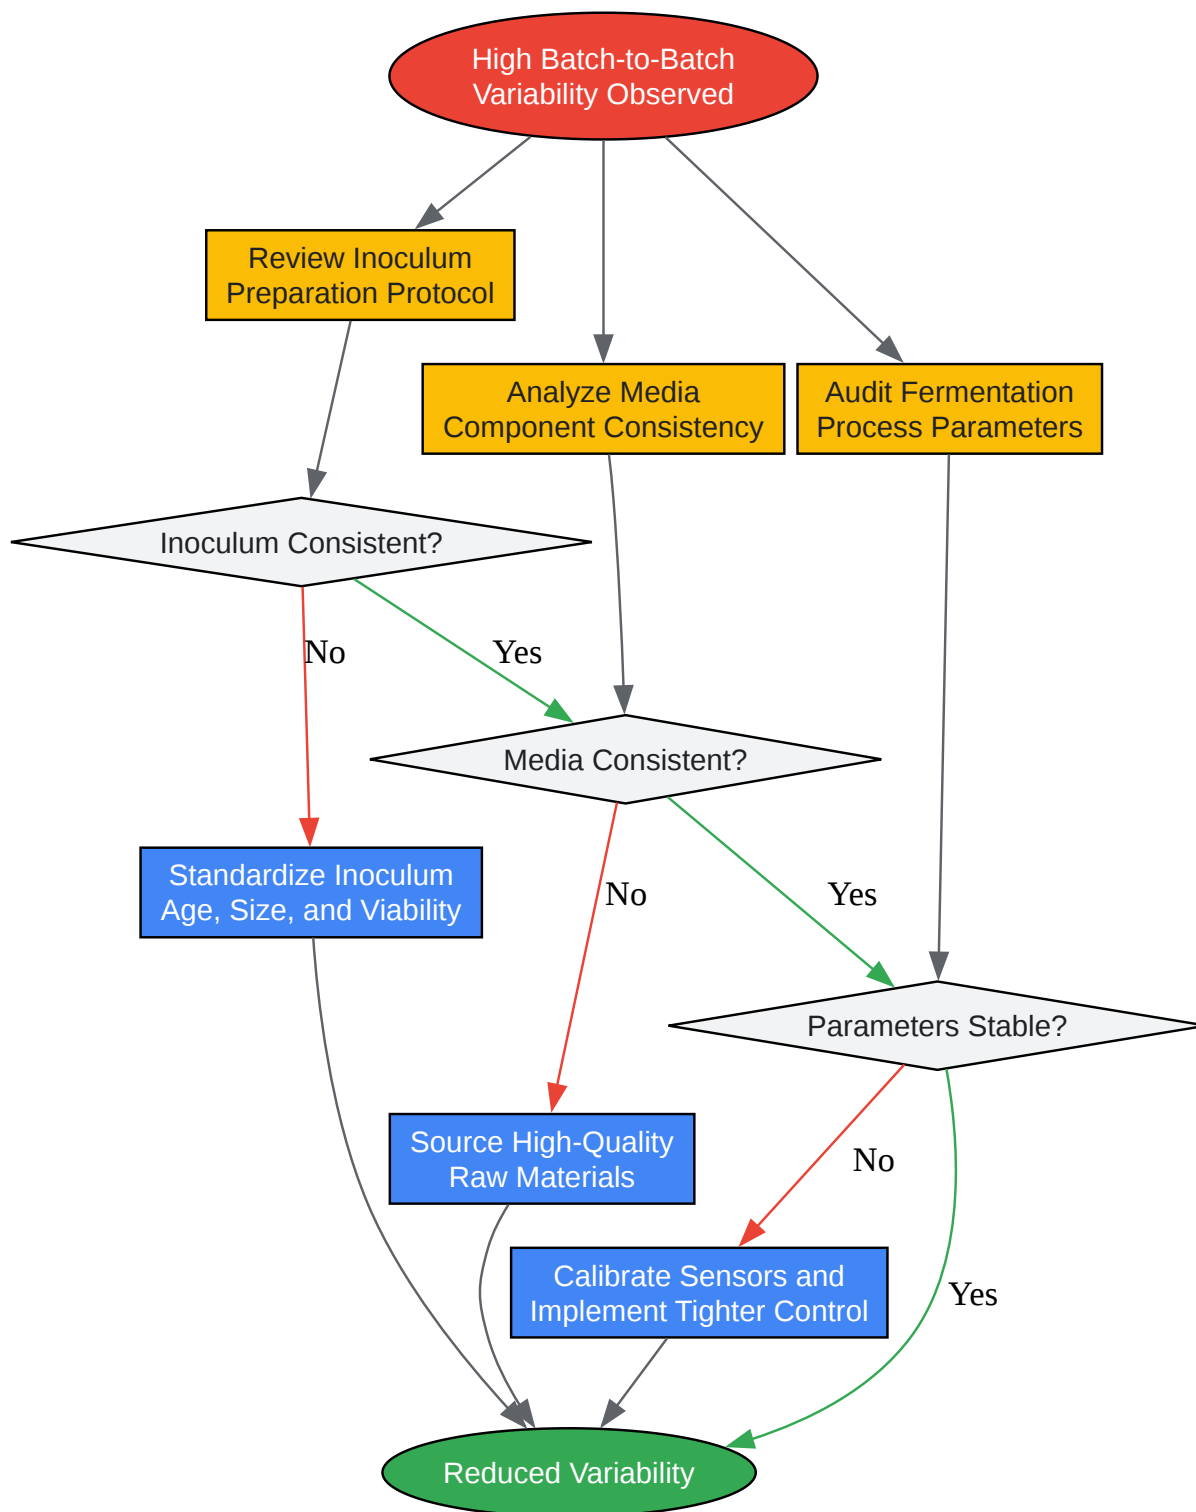 High Batch-to-Batch
Variability Observed
Review Inoculum
Preparation Protocol
Analyze Media
Component Consistency
Audit Fermentation
Process Parameters
Inoculum Consistent?
No
Yes
Media Consistent?
Standardize Inoculum
Age, Size, and Viability
No
Yes
Parameters Stable?
Source High-Quality
Raw Materials
No
Calibrate Sensors and
Implement Tighter Control
Yes
Reduced Variability